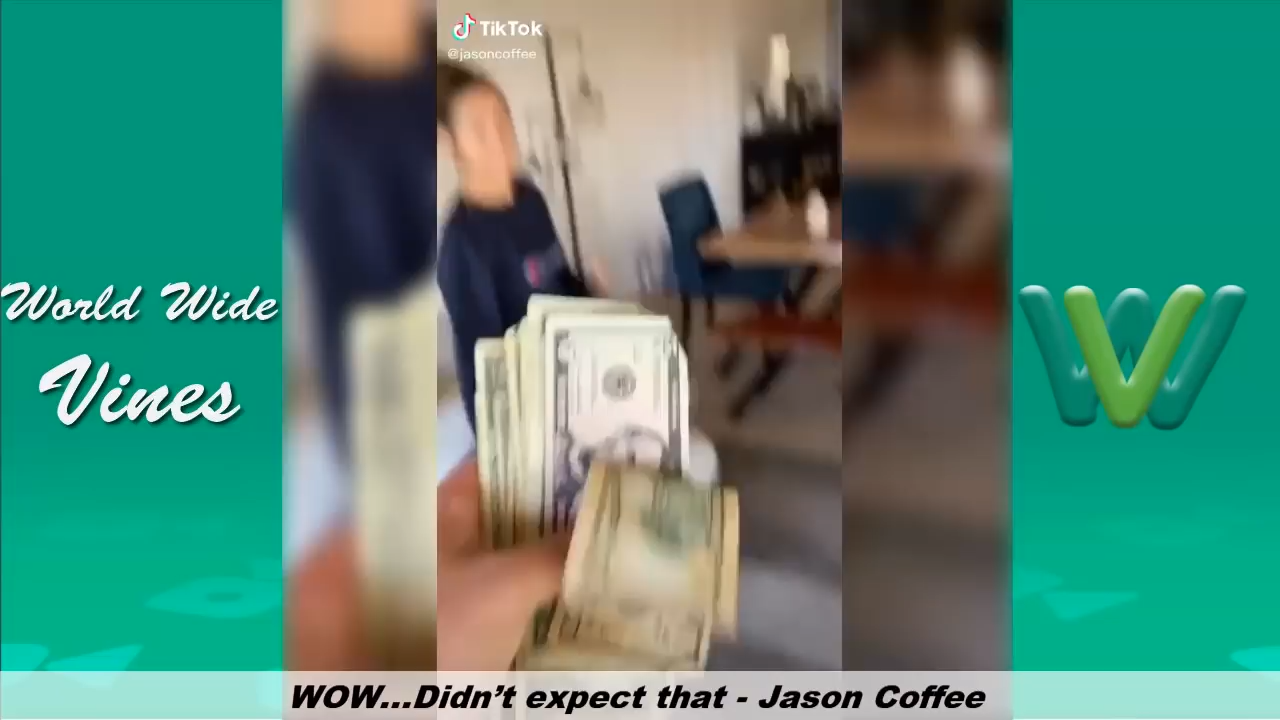 TikTok
@jasoncoffee
World Wide
Vines
WOW...Didn't expect that - Jason Coffee